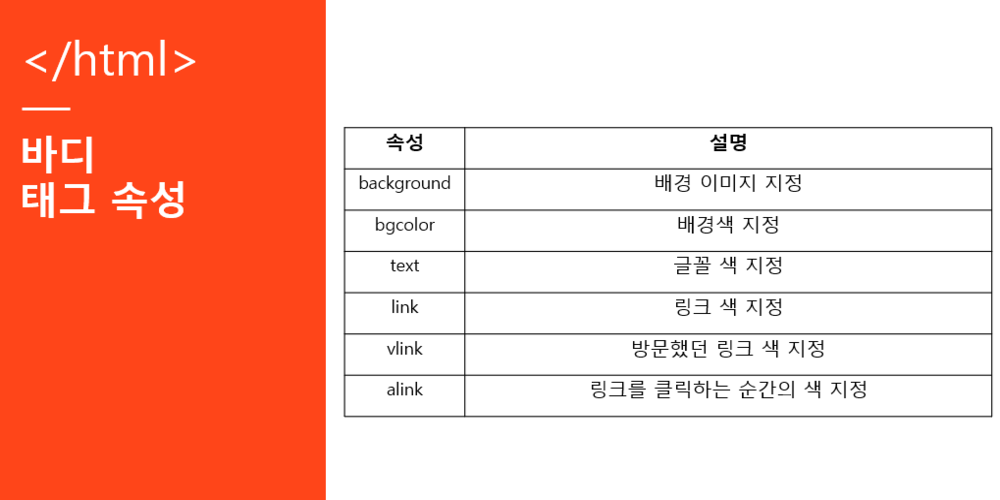 </html>
바디
태그 속성
속성 설명
background 배경 이미지 지정
bgcolor 배경색 지정
text 글꼴 색 지정
link 링크 색 지정
vlink 방문했던 링크 색 지정
alink 링크를 클릭하는 순간의 색 지정